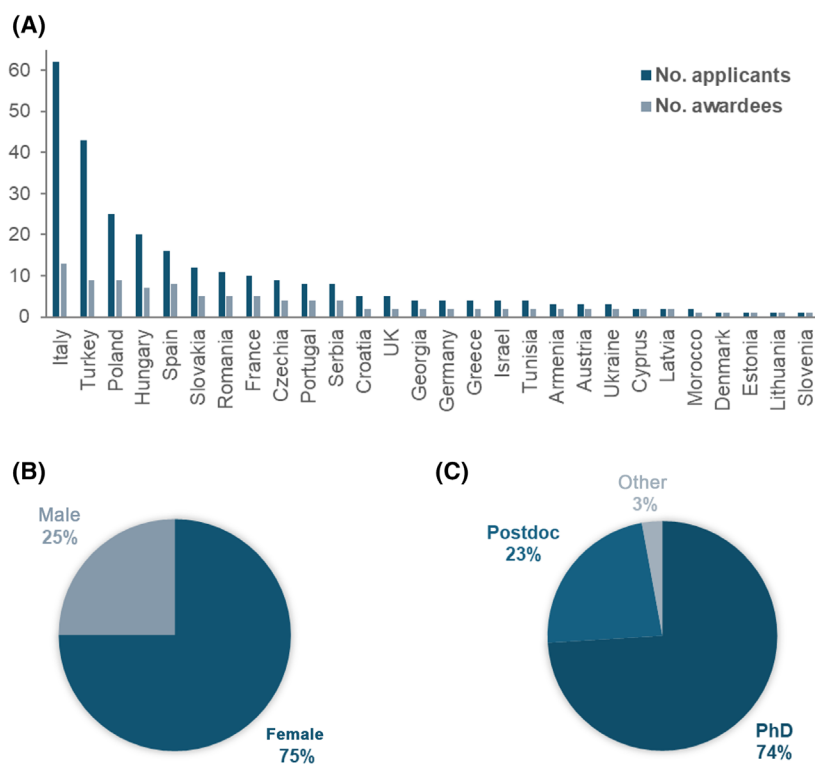 (A)
60
50
40
30
20
10
0
No. applicants
No. awardees
Italy
Turkey
Poland
Hungary
Spain
Slovakia
Romania
France
Czechia
Portugal
Serbia
Croatia
UK
Georgia
Germany
Greece
Israel
Tunisia
Armenia
Austria
Ukraine
Cyprus
Latvia
Morocco
Denmark
Estonia
Lithuania
Slovenia
(B)
Male
25%
Female
75%
(C)
Other
3%
Postdoc
23%
PhD
74%